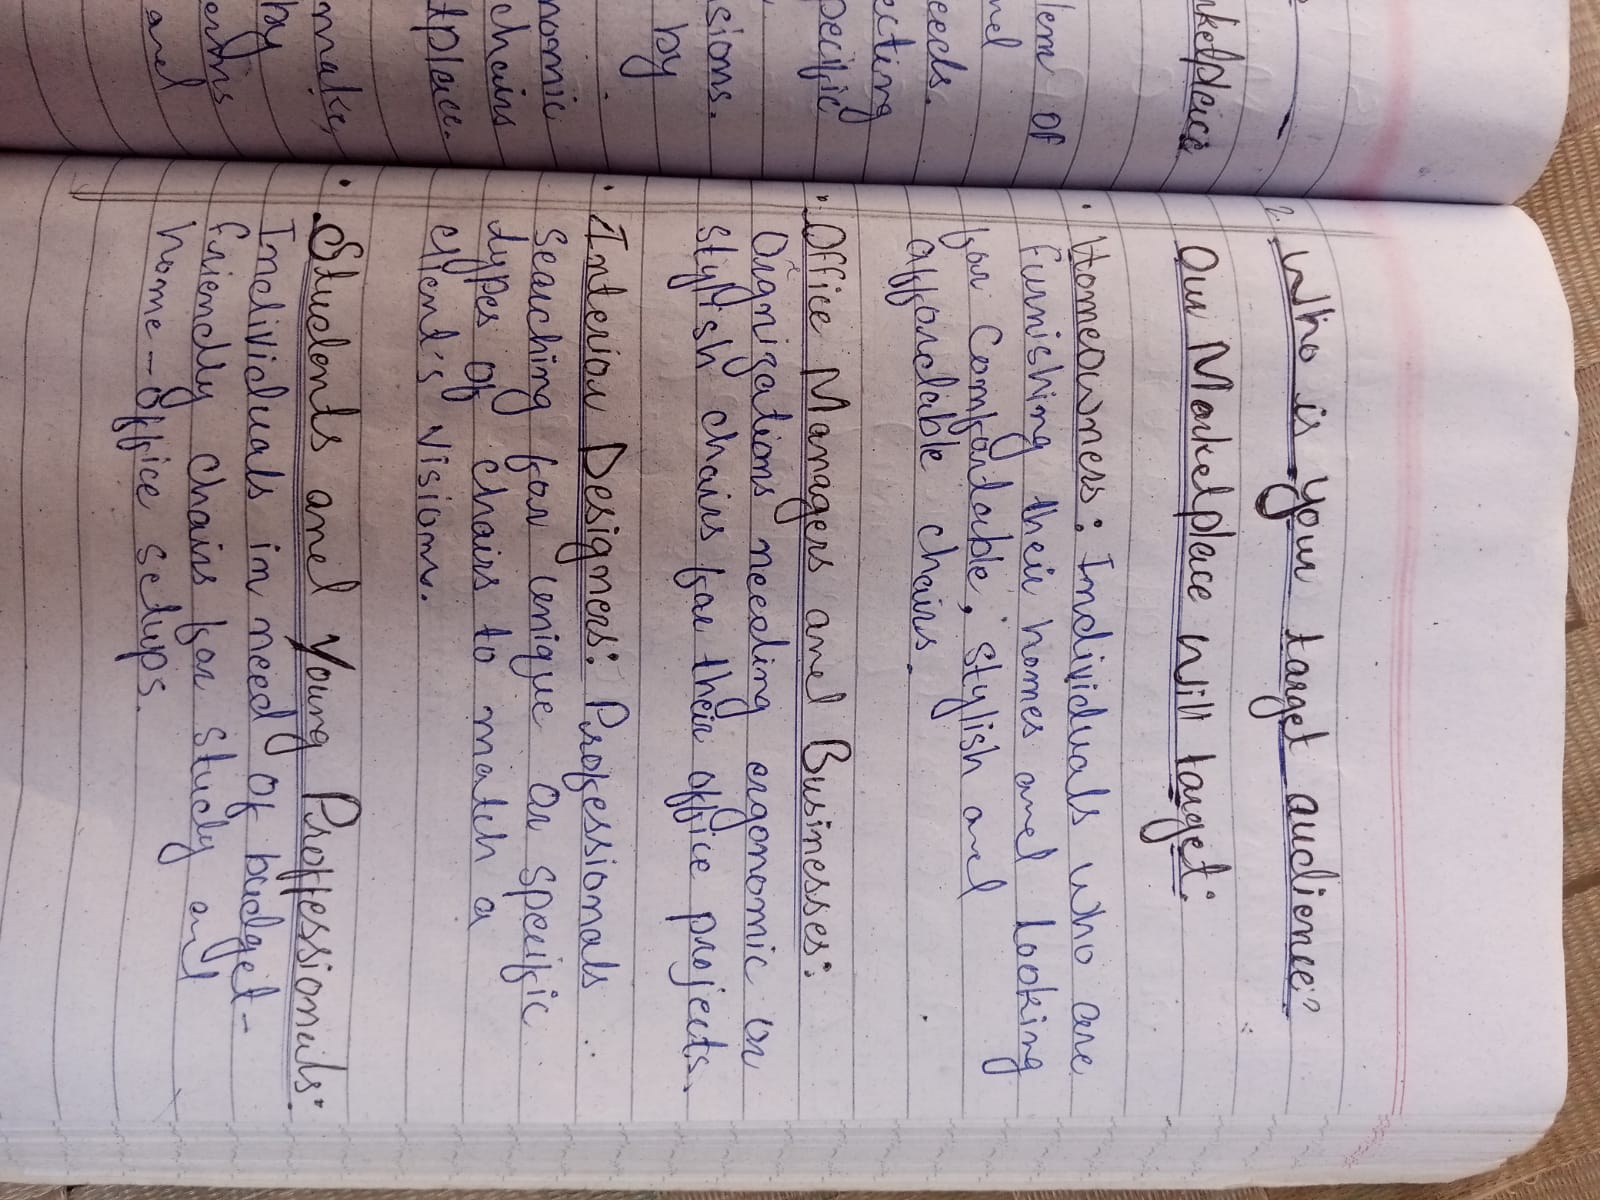 nketplace
lem of
nel
eeds.
ecting
pecific
sions.
by
nomic
chairs
tplace.
make,
by
erms
and
2. Who is your target audience?
Our Marketplace Will target:
• Homeowners: Individuals who are
furnishing their homes and looking
for Comfortable, Stylish and
affordable chairs.
• Office Managers and Businesses:
Oignizations needing ergonomic or
stylish chairs for their office projects.
• Interior Designers: Professionals
Searching for unique or specific
types of chairs to match a
client's vision.
• Students and Young Proffessionals:
Individuals in need of budget-
friendly chairs for study and
home-office setups.